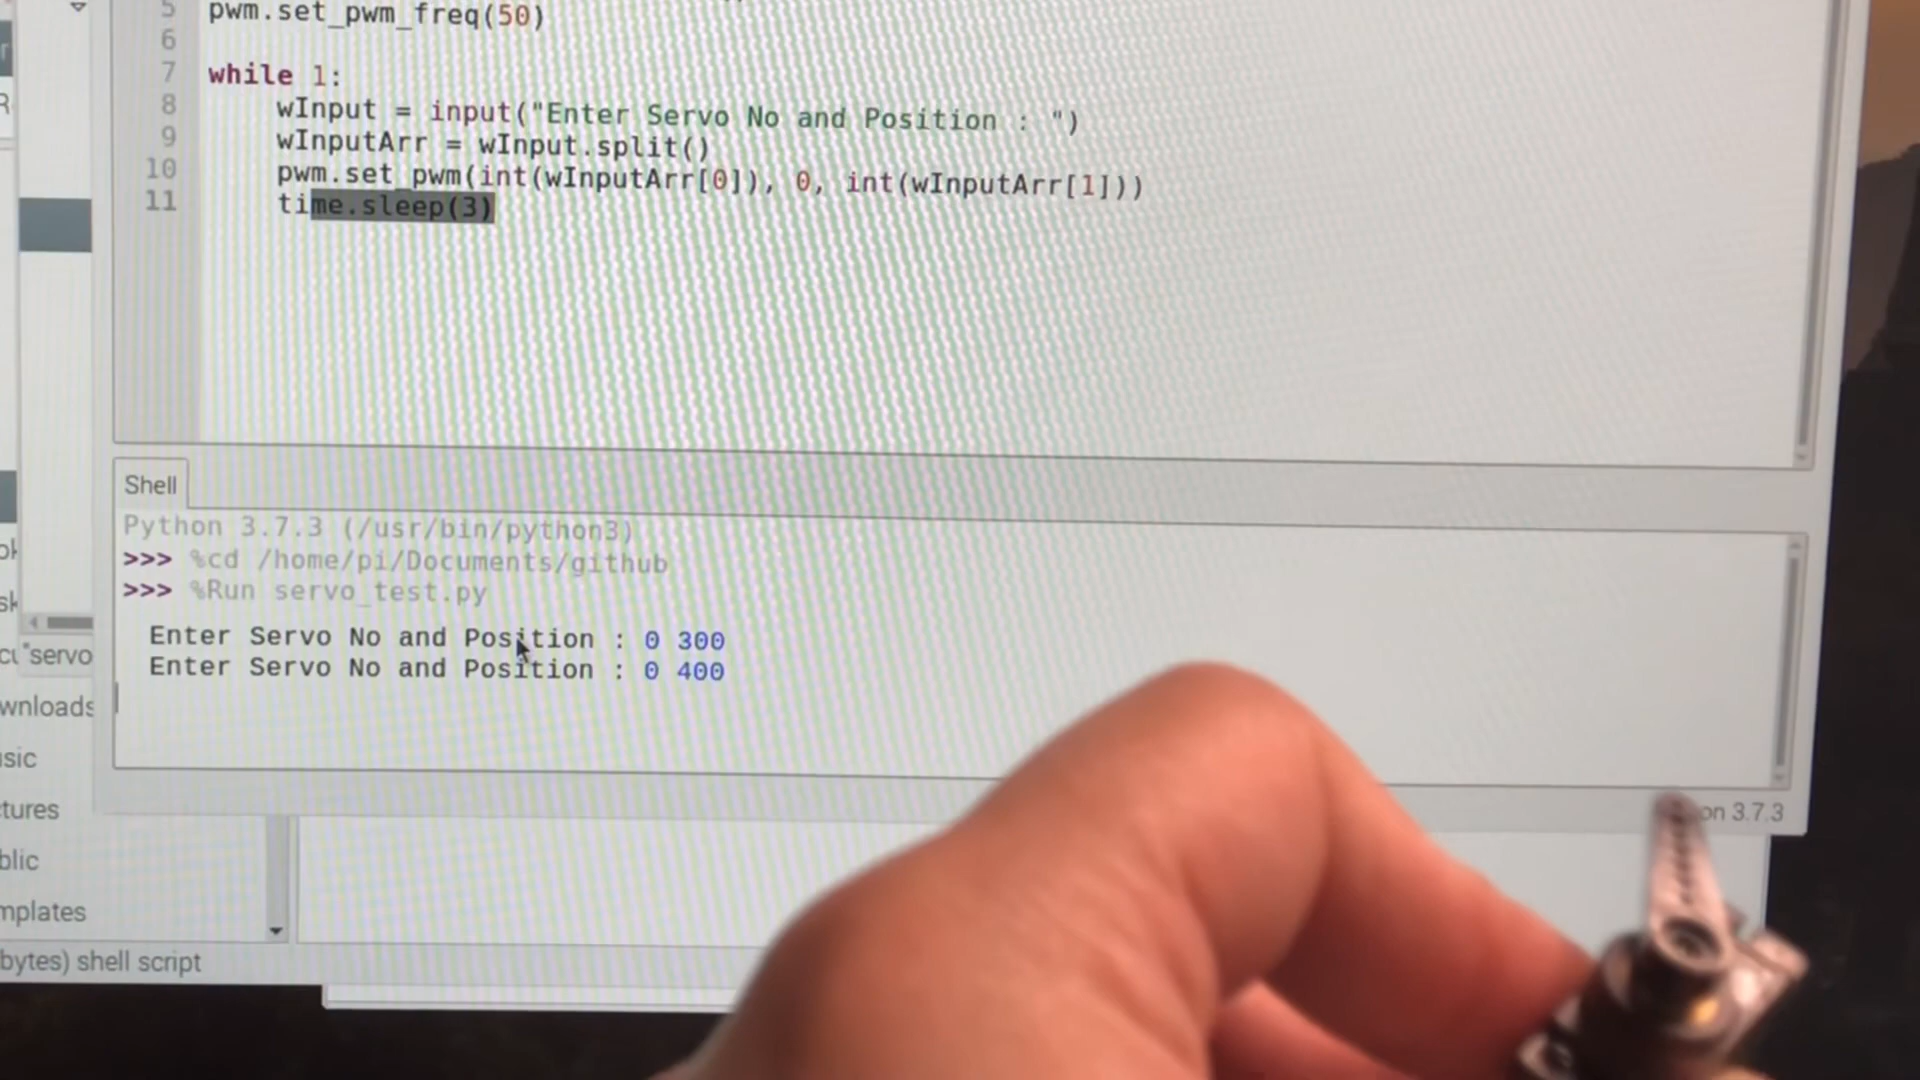 5 pwm.set_pwm_freq(50)
6
7 while 1:
8 wInput = input("Enter Servo No and Position : ")
9 wInputArr = wInput.split()
10 pwm.set_pwm(int(wInputArr[0]), 0, int(wInputArr[1]))
11 time.sleep(3)
Shell
Python 3.7.3 (/usr/bin/python3)
>>> %cd /home/pi/Documents/github
>>> %Run servo_test.py
Enter Servo No and Position : 0 300
Enter Servo No and Position : 0 400
"servo
wnloads
sic
tures
on 3.7.3
blic
mplates
bytes) shell script